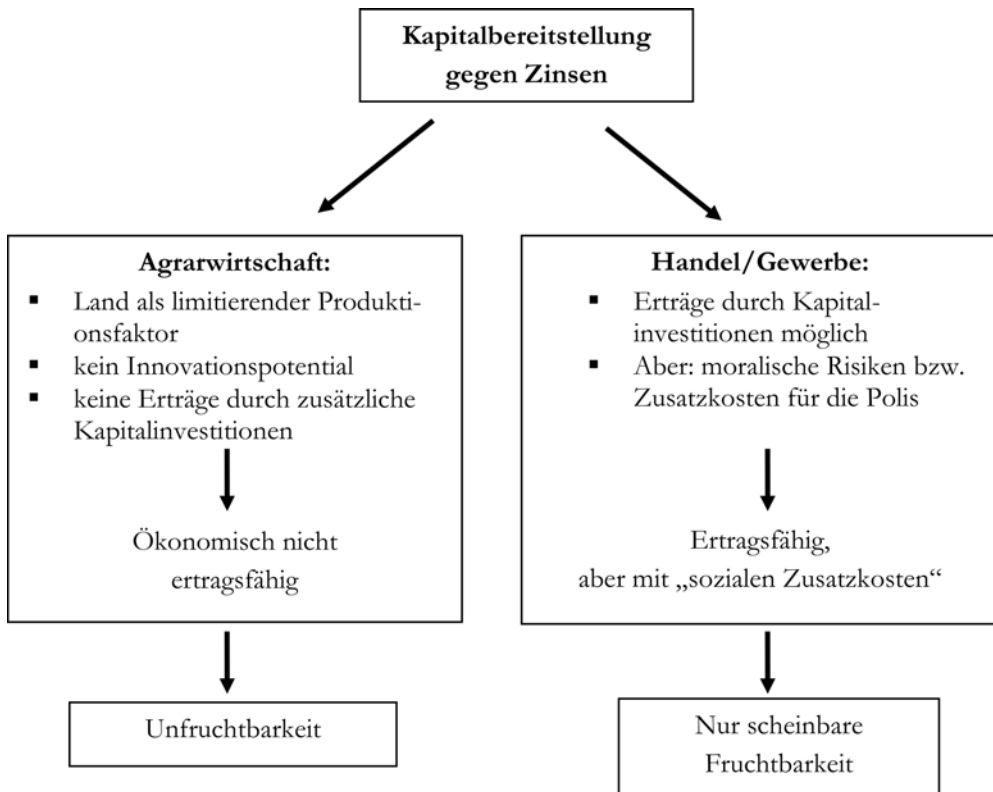 Kapitalbereitstellung
gegen Zinsen
Agrarwirtschaft:
▪ Land als limitierender Produkti-
onsfaktor
▪ kein Innovationspotential
▪ keine Erträge durch zusätzliche
Kapitalinvestitionen
Ökonomisch nicht
ertragsfähig
Unfruchtbarkeit
Handel/Gewerbe:
▪ Erträge durch Kapital-
investitionen möglich
▪ Aber: moralische Risiken bzw.
Zusatzkosten für die Polis
Ertragsfähig,
aber mit „sozialen Zusatzkosten“
Nur scheinbare
Fruchtbarkeit